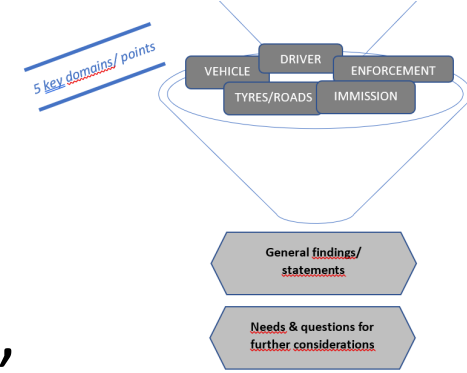 5 key domains/ points
DRIVER
VEHICLE
ENFORCEMENT
TYRES/ROADS
IMMISSION
General findings/
statements
Needs & questions for
further considerations
,